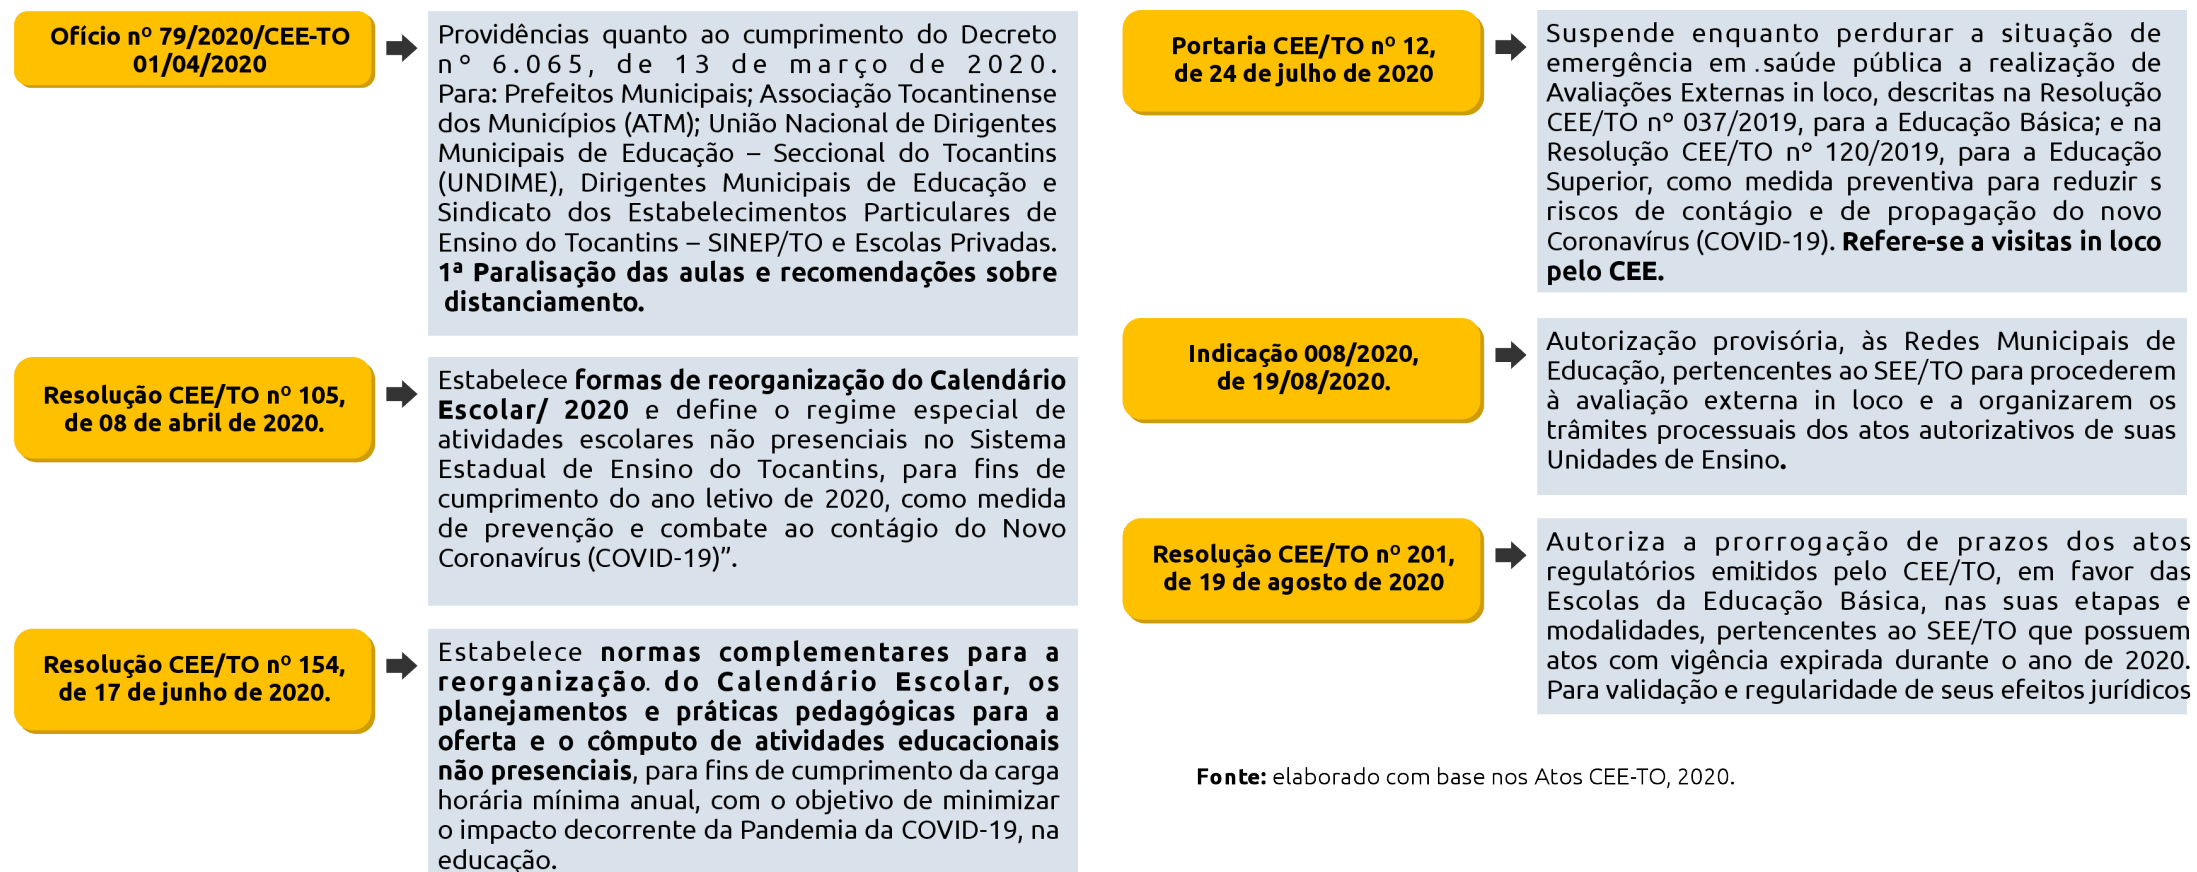 Ofício nº 79/2020/CEE-TO
01/04/2020
Providências quanto ao cumprimento do Decreto
nº 6.065, de 13 de março de 2020.
Para: Prefeitos Municipais; Associação Tocantinense
dos Municípios (ATM); União Nacional de Dirigentes
Municipais de Educação – Seccional do Tocantins
(UNDIME), Dirigentes Municipais de Educação e
Sindicato dos Estabelecimentos Particulares de
Ensino do Tocantins – SINEP/TO e Escolas Privadas.
1ª Paralisação das aulas e recomendações sobre
distanciamento.
Resolução CEE/TO nº 105,
de 08 de abril de 2020.
Estabelece formas de reorganização do Calendário
Escolar/ 2020 e define o regime especial de
atividades escolares não presenciais no Sistema
Estadual de Ensino do Tocantins, para fins de
cumprimento do ano letivo de 2020, como medida
de prevenção e combate ao contágio do Novo
Coronavírus (COVID-19)”.
Resolução CEE/TO nº 154,
de 17 de junho de 2020.
Estabelece normas complementares para a
reorganização. do Calendário Escolar, os
planejamentos e práticas pedagógicas para a
oferta e o cômputo de atividades educacionais
não presenciais, para fins de cumprimento da carga
horária mínima anual, com o objetivo de minimizar
o impacto decorrente da Pandemia da COVID-19, na
educação.
Portaria CEE/TO nº 12,
de 24 de julho de 2020
Suspende enquanto perdurar a situação de
emergência em .saúde pública a realização de
Avaliações Externas in loco, descritas na Resolução
CEE/TO nº 037/2019, para a Educação Básica; e na
Resolução CEE/TO nº 120/2019, para a Educação
Superior, como medida preventiva para reduzir s
riscos de contágio e de propagação do novo
Coronavírus (COVID-19). Refere-se a visitas in loco
pelo CEE.
Indicação 008/2020,
de 19/08/2020.
Autorização provisória, às Redes Municipais de
Educação, pertencentes ao SEE/TO para procederem
à avaliação externa in loco e a organizarem os
trâmites processuais dos atos autorizativos de suas
Unidades de Ensino.
Resolução CEE/TO nº 201,
de 19 de agosto de 2020
Autoriza a prorrogação de prazos dos atos
regulatórios emitidos pelo CEE/TO, em favor das
Escolas da Educação Básica, nas suas etapas e
modalidades, pertencentes ao SEE/TO que possuem
atos com vigência expirada durante o ano de 2020.
Para validação e regularidade de seus efeitos jurídicos
Fonte: elaborado com base nos Atos CEE-TO, 2020.